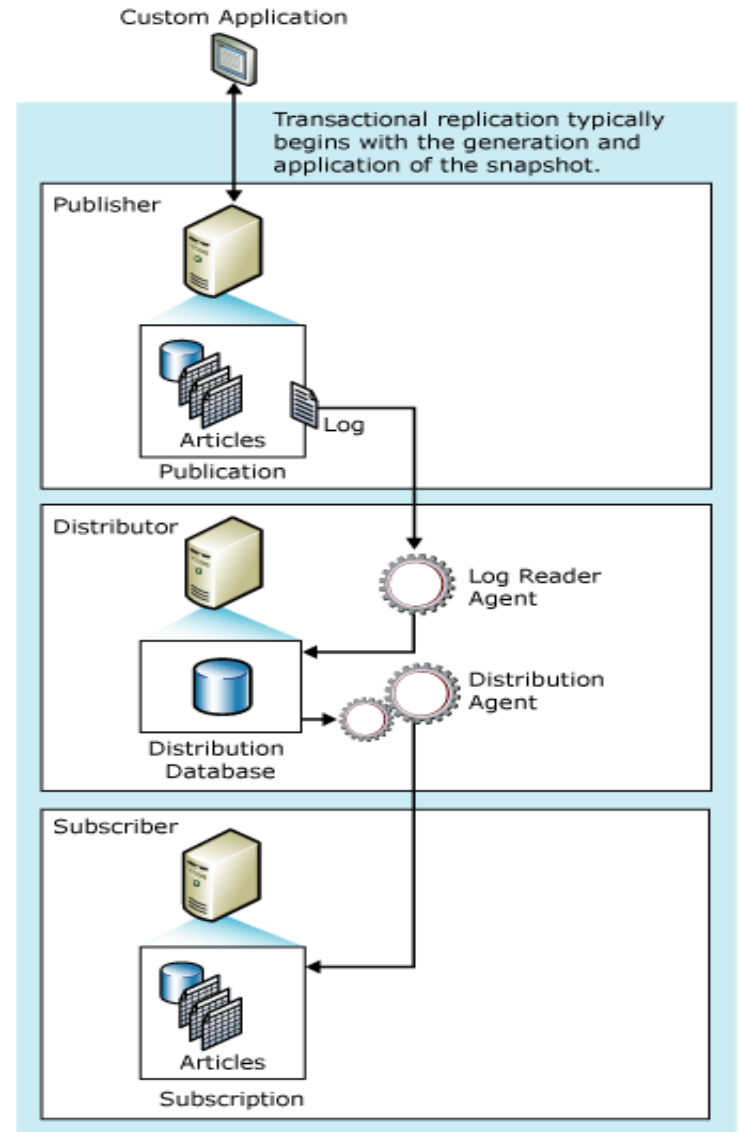 Custom Application
Transactional replication typically
begins with the generation and
application of the snapshot.
Publisher
Log
Articles
Publication
Distributor
Log Reader
Agent
Distribution
Agent
Distribution
Database
Subscriber
Articles
Subscription